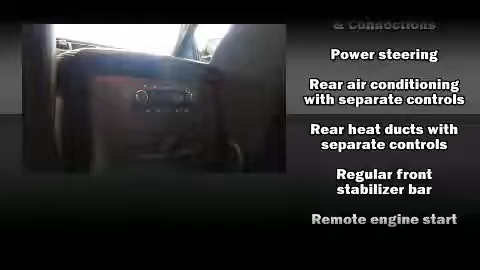 & Connections
Power steering
Rear air conditioning
with separate controls
Rear heat ducts with
separate controls
Regular front
stabilizer bar
Remote engine start